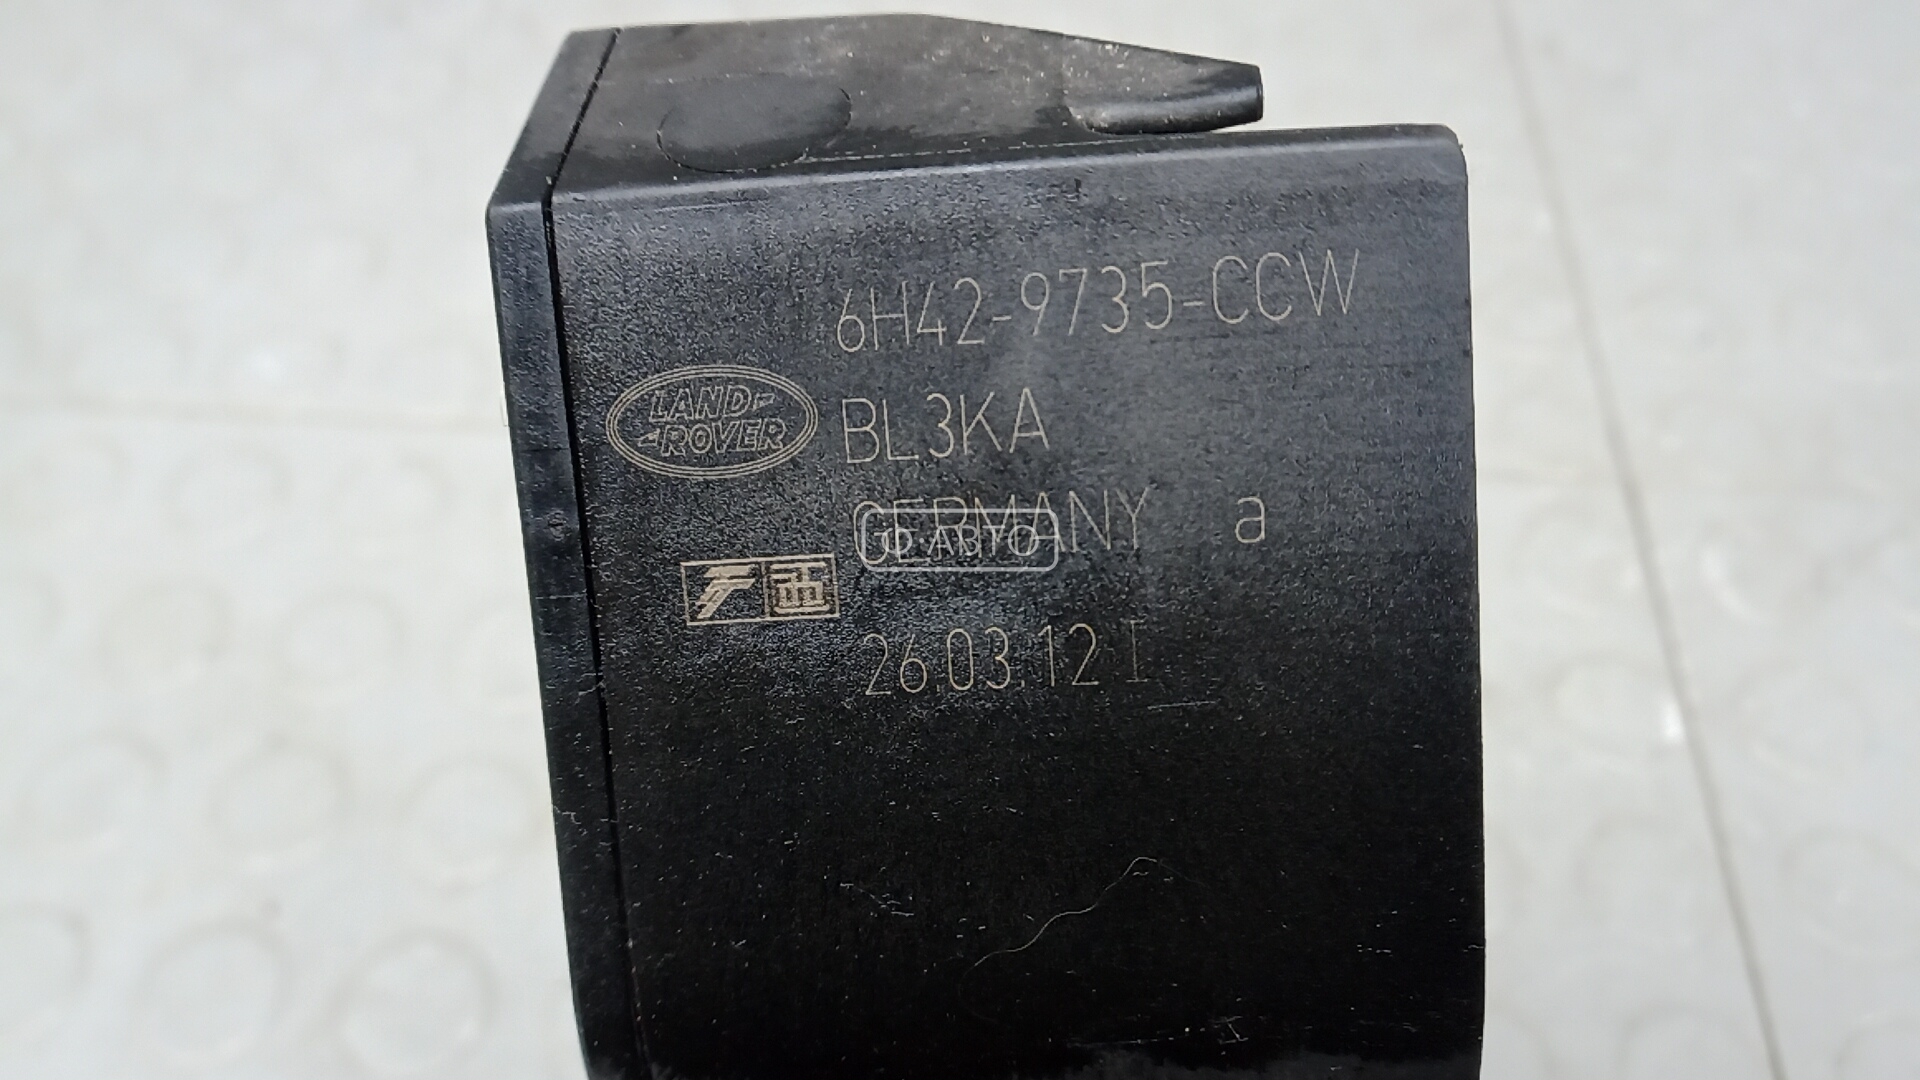 6H42-9735-CCW
LAND-
-ROVER
BL3KA
GERMANY a
26.03.12 I